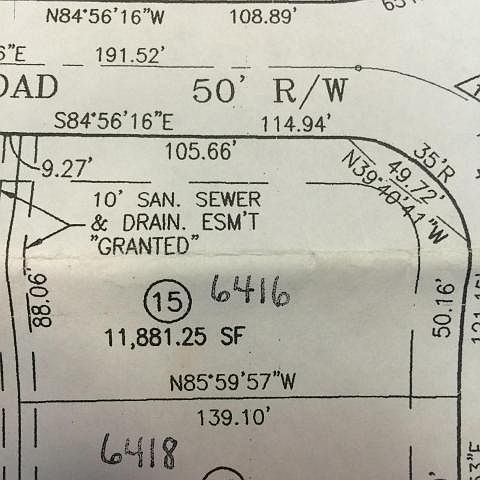 N84°56'16"W 108.89'
"E 191.52'
OAD 50' R/W
S84°56'16"E 114.94'
105.66'
9.27'
35'R
49.72'
N39°40'41"W
10' SAN. SEWER
& DRAIN. ESM'T
"GRANTED"
88.06'
15 6416
11,881.25 SF
50.16'
N85°59'57"W
139.10'
6418